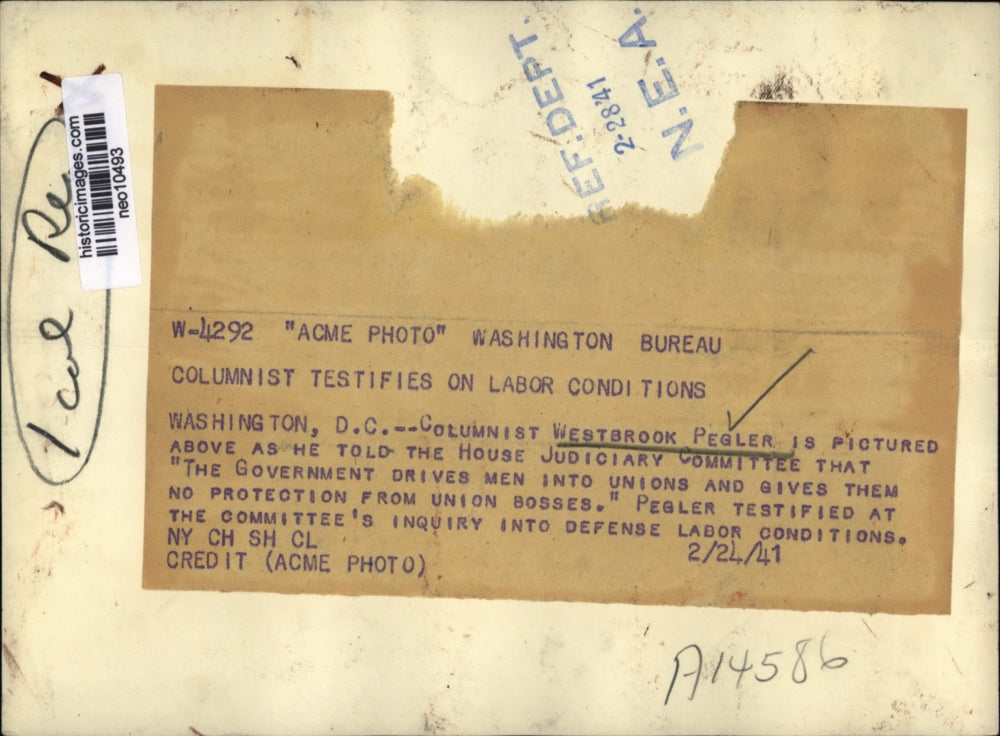 REF. DEPT.
2-28-41
N. E. A.
historicimages.com
neo10493
1 col
W-4292 "ACME PHOTO" WASHINGTON BUREAU
COLUMNIST TESTIFIES ON LABOR CONDITIONS
WASHINGTON, D.C.--COLUMNIST WESTBROOK PEGLER IS PICTURED
ABOVE AS HE TOLD THE HOUSE JUDICIARY COMMITTEE THAT
"THE GOVERNMENT DRIVES MEN INTO UNIONS AND GIVES THEM
NO PROTECTION FROM UNION BOSSES." PEGLER TESTIFIED AT
THE COMMITTEE'S INQUIRY INTO DEFENSE LABOR CONDITIONS.
NY CH SH CL 2/24/41
CREDIT (ACME PHOTO)
A14586